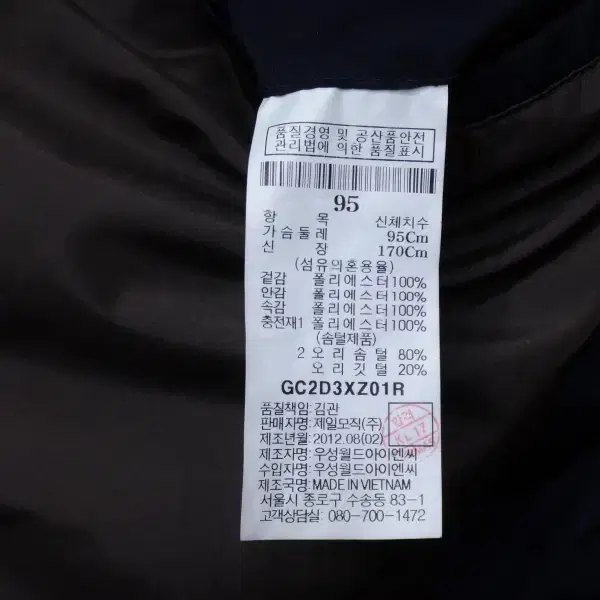 품질경영 및 공산품안전
관리법에 의한 품질표시
95
항 목 신체치수
가슴둘레 95Cm
신 장 170Cm
(섬유의혼용율)
겉감 폴리에스터100%
안감 폴리에스터100%
속감 폴리에스터100%
충전재1 폴리에스터100%
(솜털제품)
2 오리솜털 80%
오리깃털 20%
GC2D3XZ01R
품질책임:김관
판매자명:제일모직(주)
제조년월:2012.08(02)
제조자명:우성월드아이엔씨
수입자명:우성월드아이엔씨
제조국명:MADE IN VIETNAM
서울시 종로구 수송동 83-1
고객상담실: 080-700-1472
합격